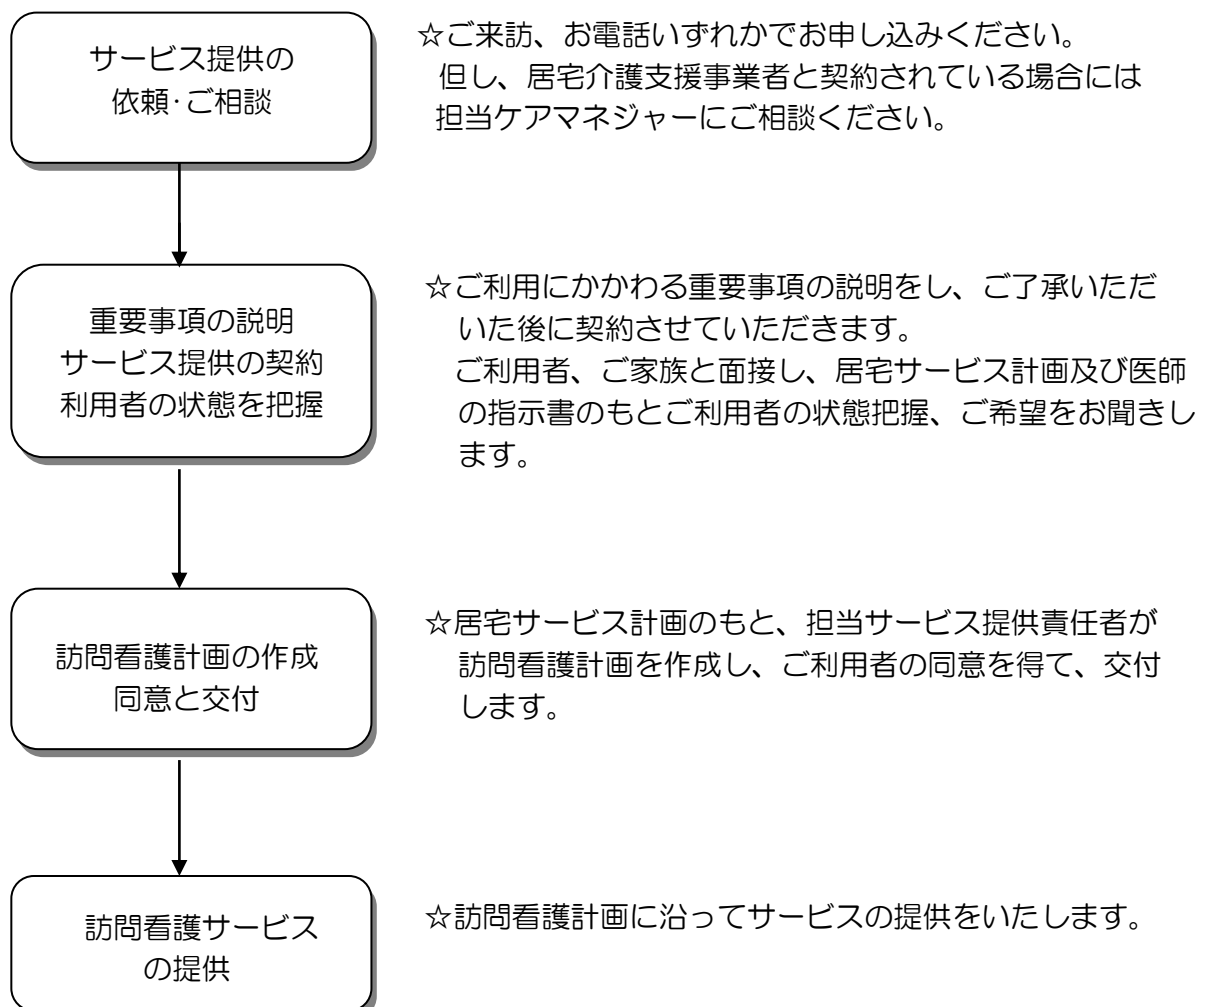 サービス提供の
依頼･ご相談
☆ご来訪、お電話いずれかでお申し込みください。
但し、居宅介護支援事業者と契約されている場合には
担当ケアマネジャーにご相談ください。
重要事項の説明
サービス提供の契約
利用者の状態を把握
☆ご利用にかかわる重要事項の説明をし、ご了承いただ
いた後に契約させていただきます。
ご利用者、ご家族と面接し、居宅サービス計画及び医師
の指示書のもとご利用者の状態把握、ご希望をお聞きし
ます。
訪問看護計画の作成
同意と交付
☆居宅サービス計画のもと、担当サービス提供責任者が
訪問看護計画を作成し、ご利用者の同意を得て、交付
します。
訪問看護サービス
の提供
☆訪問看護計画に沿ってサービスの提供をいたします。